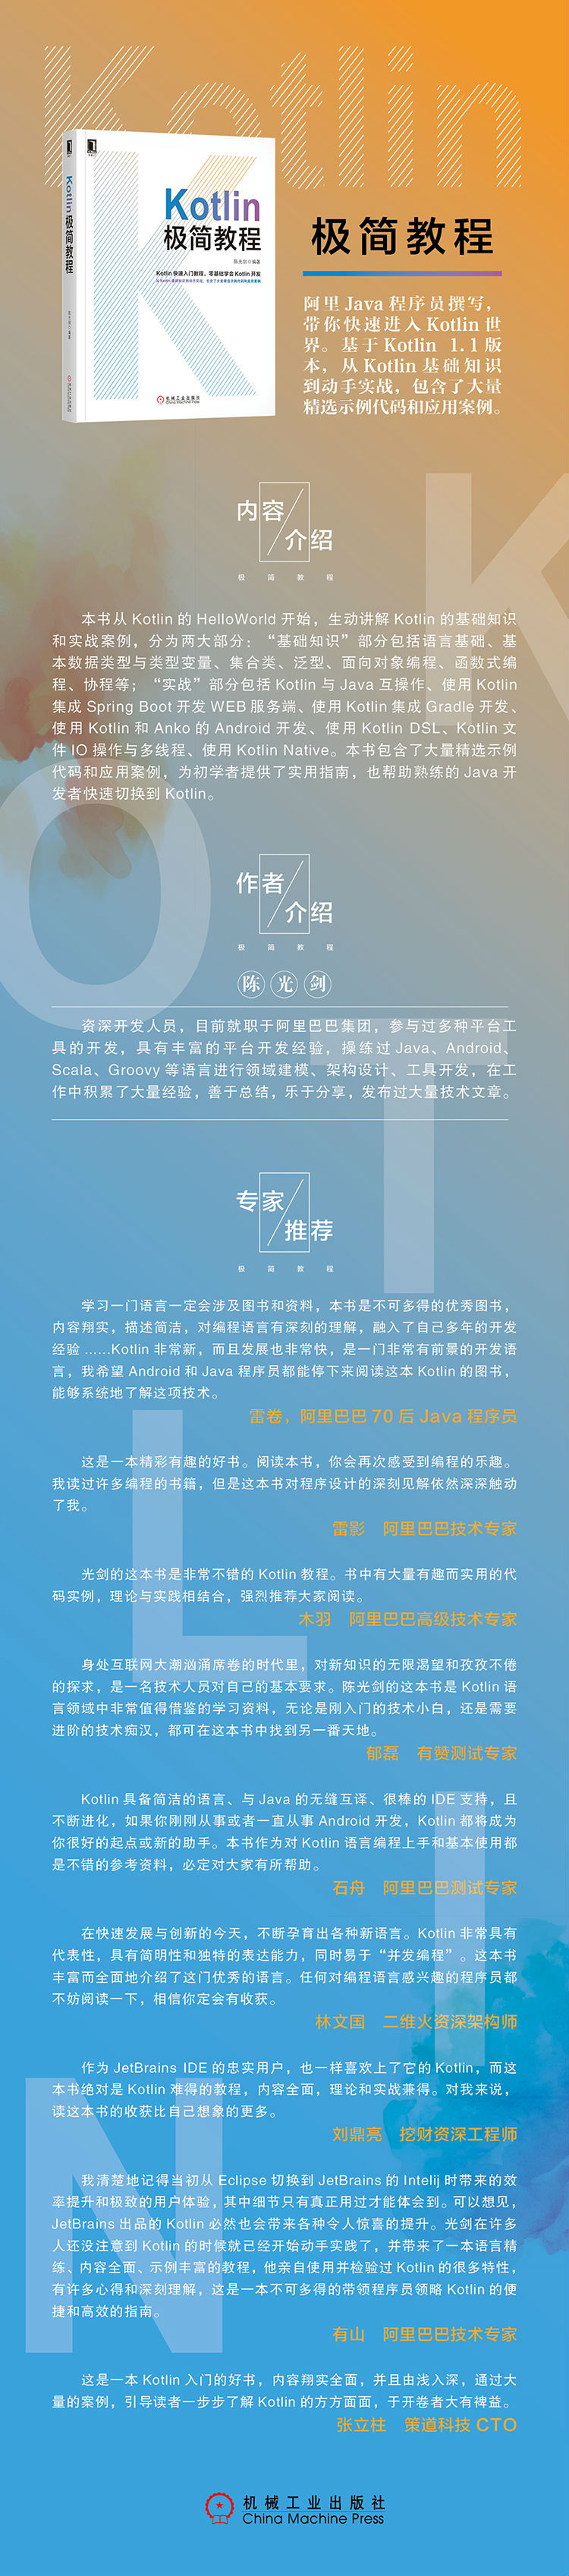 Kotlin
Kotlin 极简教程
Kotlin
极简教程
陈光剑 ◎ 编著
Kotlin 快速入门教程，零基础学会 Kotlin 开发
机械工业出版社
China Machine Press
极简教程
阿里 Java 程序员撰写，
带你快速进入 Kotlin 世
界。基于 Kotlin 1.1 版
本，从 Kotlin 基础知识
到动手实战，包含了大量
精选示例代码和应用案例。
内容
介绍
极 简 教 程
本书从 Kotlin 的 HelloWorld 开始，生动讲解 Kotlin 的基础知识
和实战案例，分为两大部分：“基础知识”部分包括语言基础、基
本数据类型与类型变量、集合类、泛型、面向对象编程、函数式编
程、协程等；“实战”部分包括 Kotlin 与 Java 互操作、使用 Kotlin
集成 Spring Boot 开发 WEB 服务端、使用 Kotlin 集成 Gradle 开发、
使用 Kotlin 和 Anko 的 Android 开发、使用 Kotlin DSL、Kotlin 文
件 IO 操作与多线程、使用 Kotlin Native。本书包含了大量精选示例
代码和应用案例，为初学者提供了实用指南，也帮助熟练的 Java 开
发者快速切换到 Kotlin。
作者
介绍
极 简 教 程
陈光剑
资深开发人员，目前就职于阿里巴巴集团，参与过多种平台工
具的开发，具有丰富的平台开发经验，操练过 Java、Android、
Scala、Groovy 等语言进行领域建模、架构设计、工具开发，在工
作中积累了大量经验，善于总结，乐于分享，发布过大量技术文章。
专家
推荐
极 简 教 程
学习一门语言一定会涉及图书和资料，本书是不可多得的优秀图书，
内容翔实，描述简洁，对编程语言有深刻的理解，融入了自己多年的开发
经验 ......Kotlin 非常新，而且发展也非常快，是一门非常有前景的开发语
言，我希望 Android 和 Java 程序员都能停下来阅读这本 Kotlin 的图书，
能够系统地了解这项技术。
雷卷，阿里巴巴 70 后 Java 程序员
这是一本精彩有趣的好书。阅读本书，你会再次感受到编程的乐趣。
我读过许多编程的书籍，但是这本书对程序设计的深刻见解依然深深触动
了我。
雷影 阿里巴巴技术专家
光剑的这本书是非常不错的 Kotlin 教程。书中有大量有趣而实用的代
码实例，理论与实践相结合，强烈推荐大家阅读。
木羽 阿里巴巴高级技术专家
身处互联网大潮汹涌席卷的时代里，对新知识的无限渴望和孜孜不倦
的探求，是一名技术人员对自己的基本要求。陈光剑的这本书是 Kotlin 语
言领域中非常值得借鉴的学习资料，无论是刚入门的技术小白，还是需要
进阶的技术痴汉，都可在这本书中找到另一番天地。
郁磊 有赞测试专家
Kotlin 具备简洁的语言、与 Java 的无缝互译、很棒的 IDE 支持，且
不断进化，如果你刚刚从事或者一直从事 Android 开发，Kotlin 都将成为
你很好的起点或新的助手。本书作为对 Kotlin 语言编程上手和基本使用都
是不错的参考资料，必定对大家有所帮助。
石舟 阿里巴巴测试专家
在快速发展与创新的今天，不断孕育出各种新语言。Kotlin 非常具有
代表性，具有简明性和独特的表达能力，同时易于“并发编程”。这本书
丰富而全面地介绍了这门优秀的语言。任何对编程语言感兴趣的程序员都
不妨阅读一下，相信你定会有收获。
林文国 二维火资深架构师
作为 JetBrains IDE 的忠实用户，也一样喜欢上了它的 Kotlin，而这
本书绝对是 Kotlin 难得的教程，内容全面，理论和实战兼得。对我来说，
读这本书的收获比自己想象的更多。
刘鼎亮 挖财资深工程师
我清楚地记得当初从 Eclipse 切换到 JetBrains 的 Intelij 时带来的效
率提升和极致的用户体验，其中细节只有真正用过才能体会到。可以想见，
JetBrains 出品的 Kotlin 必然也会带来各种令人惊喜的提升。光剑在许多
人还没注意到 Kotlin 的时候就已经开始动手实践了，并带来了一本语言精
练、内容全面、示例丰富的教程，他亲自使用并检验过 Kotlin 的很多特性，
有许多心得和深刻理解，这是一本不可多得的带领程序员领略 Kotlin 的便
捷和高效的指南。
有山 阿里巴巴技术专家
这是一本 Kotlin 入门的好书，内容翔实全面，并且由浅入深，通过大
量的案例，引导读者一步步了解 Kotlin 的方方面面，于开卷者大有裨益。
张立柱 策道科技 CTO
机械工业出版社
China Machine Press